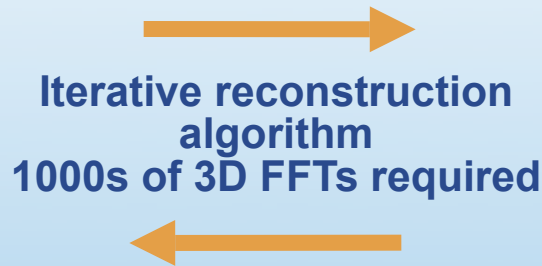 Iterative reconstruction
algorithm
1000s of 3D FFTs required